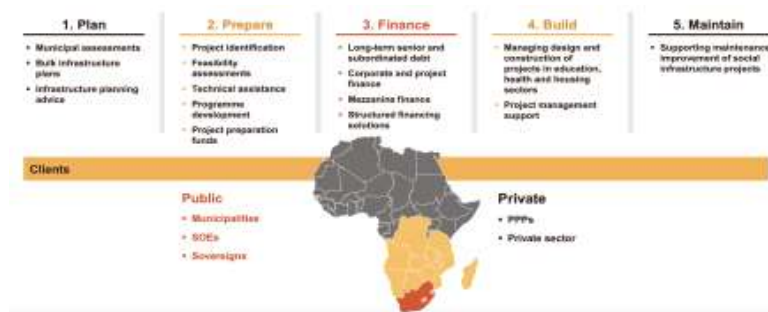 1. Plan
Municipal assessments
Bulk infrastructure
plans
Infrastructure planning
advice
2. Prepare
Project identification
Feasibility
assessments
Technical assistance
Programme
development
Project preparation
funds
3. Finance
Long-term senior and
subordinated debt
Corporate and project
finance
Mezzanine finance
Structured financing
solutions
4. Build
Managing design and
construction of
projects in education,
health and housing
sectors
Project management
support
5. Maintain
Supporting maintenance
improvement of social
infrastructure projects
Clients
Public
Municipalities
SOEs
Sovereigns
Private
PPPs
Private sector